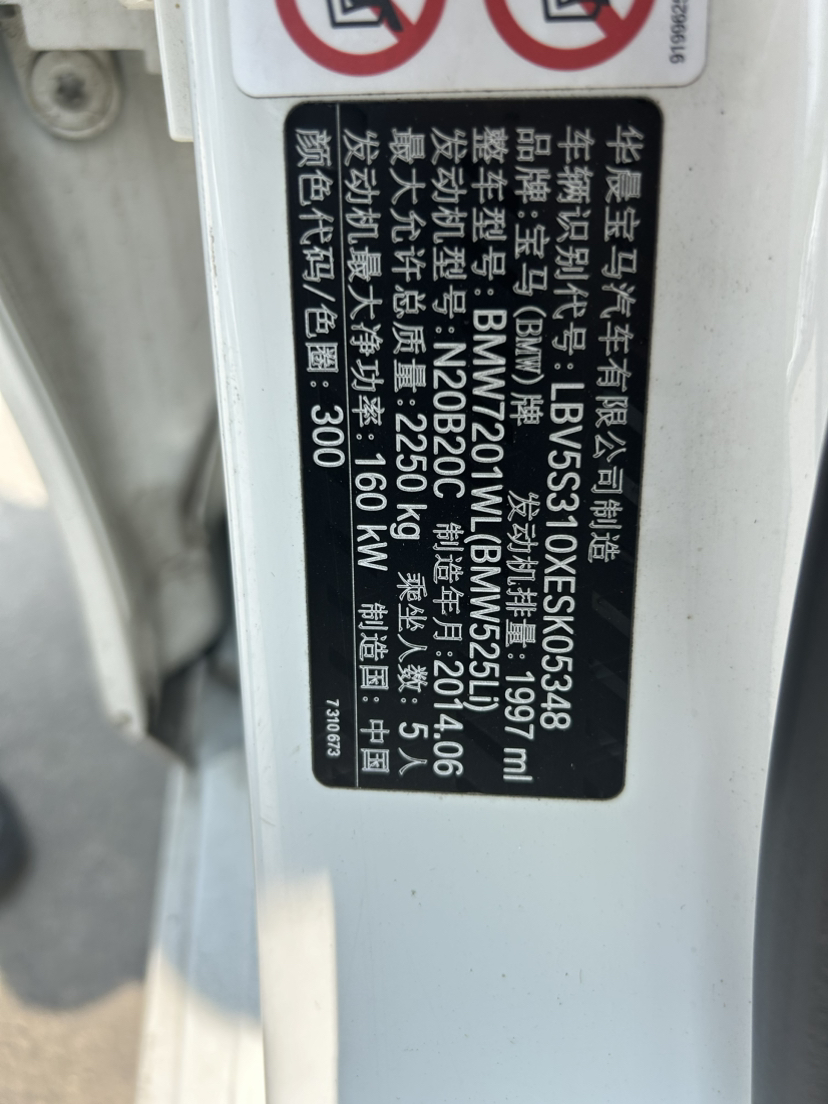 6296616
华晨宝马汽车有限公司制造
车辆识别代号：LBV5S310XESK05348
品牌：宝马(BMW)牌 发动机排量：1997 ml
整车型号：BMW7201WL(BMW525Li)
发动机型号：N20B20C 制造年月：2014.06
最大允许总质量：2250 kg 乘坐人数：5人
发动机最大净功率：160 kW 制造国：中国
颜色代码/色圈：300
7310673